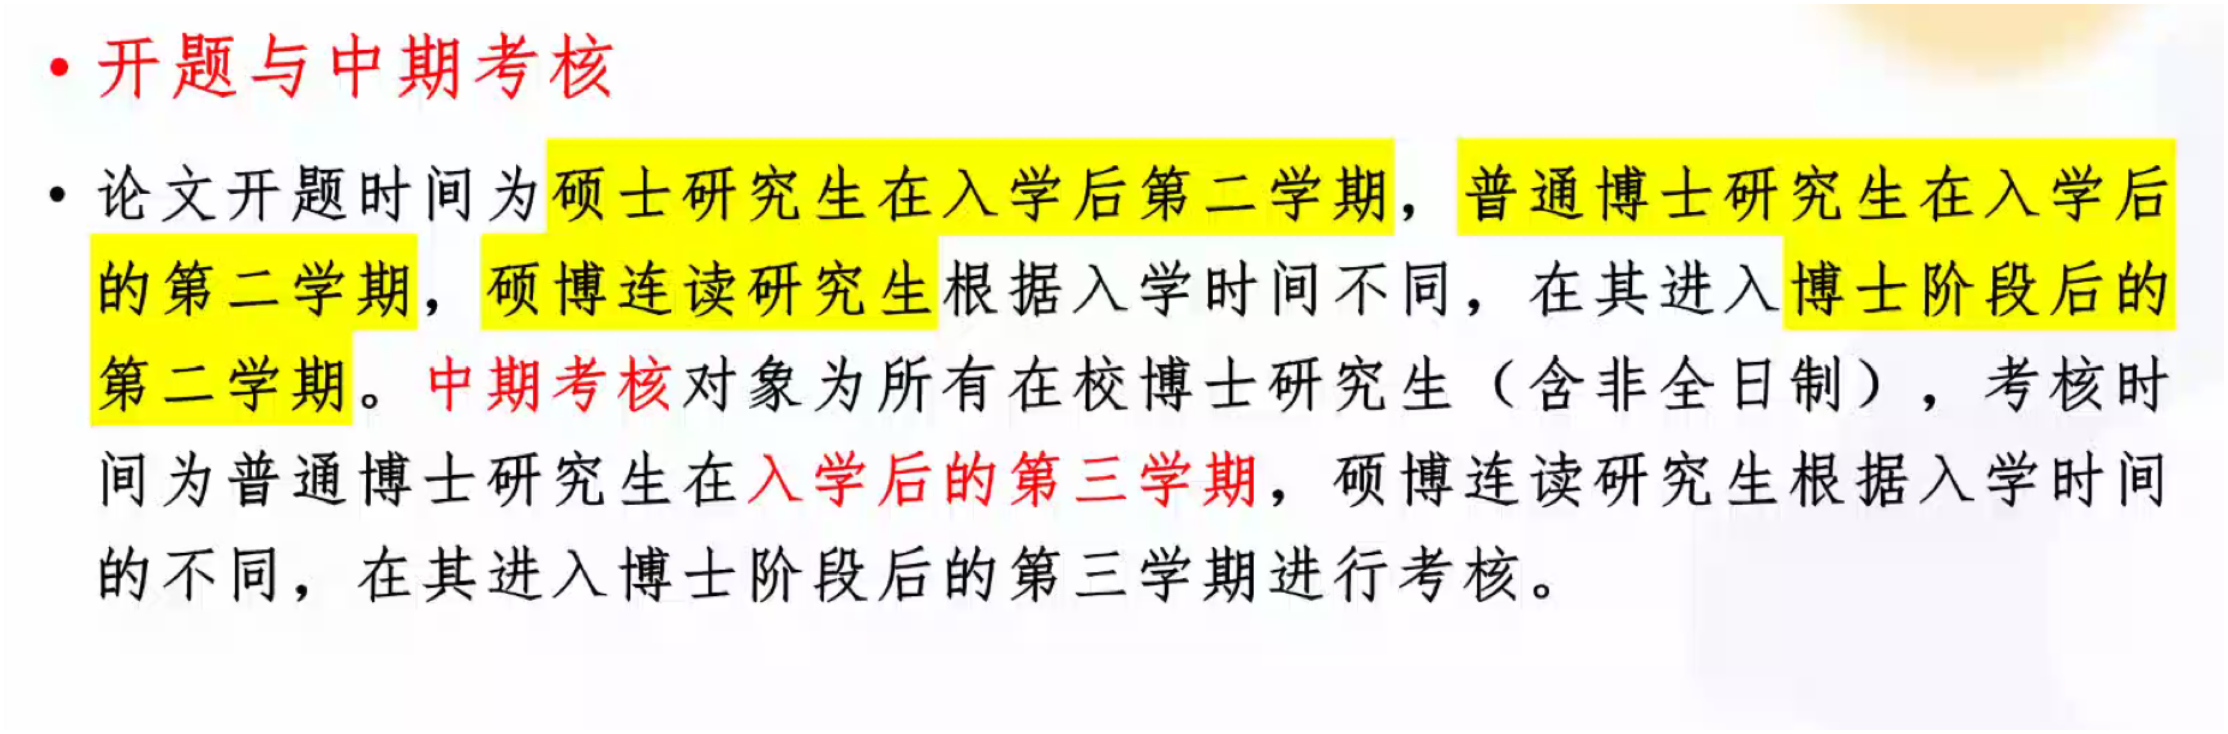 • 开题与中期考核
• 论文开题时间为硕士研究生在入学后第二学期，普通博士研究生在入学后
的第二学期，硕博连读研究生根据入学时间不同，在其进入博士阶段后的
第二学期。中期考核对象为所有在校博士研究生（含非全日制），考核时
间为普通博士研究生在入学后的第三学期，硕博连读研究生根据入学时间
的不同，在其进入博士阶段后的第三学期进行考核。